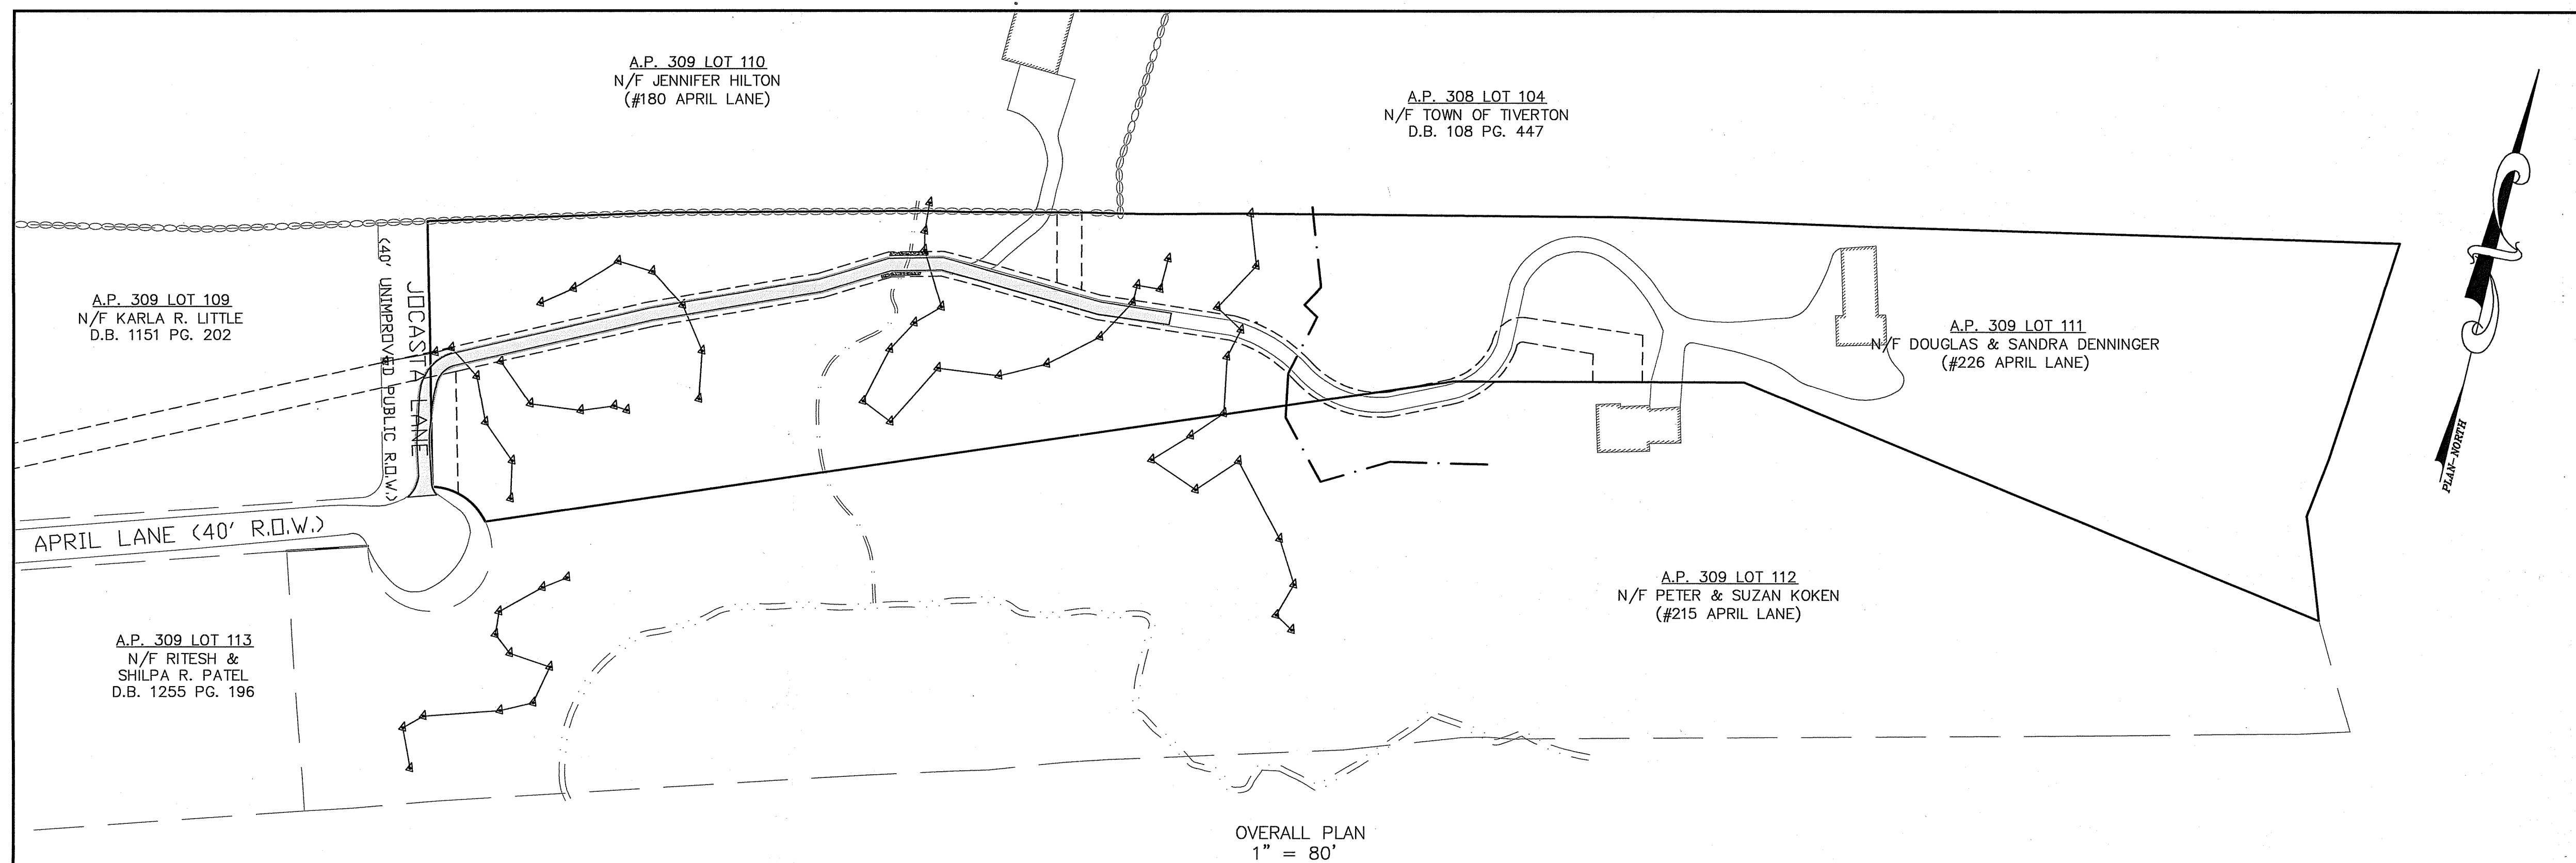 A.P. 309 LOT 110
N/F JENNIFER HILTON
(#180 APRIL LANE)
A.P. 308 LOT 104
N/F TOWN OF TIVERTON
D.B. 108 PG. 447
A.P. 309 LOT 109
N/F KARLA R. LITTLE
D.B. 1151 PG. 202
JOCASTA LANE
(40' UNIMPROVED PUBLIC R.O.W.)
A.P. 309 LOT 111
N/F DOUGLAS & SANDRA DENNINGER
(#226 APRIL LANE)
PLAN-NORTH
APRIL LANE (40' R.O.W.)
A.P. 309 LOT 112
N/F PETER & SUZAN KOKEN
(#215 APRIL LANE)
A.P. 309 LOT 113
N/F RITESH &
SHILPA R. PATEL
D.B. 1255 PG. 196
OVERALL PLAN
1" = 80'